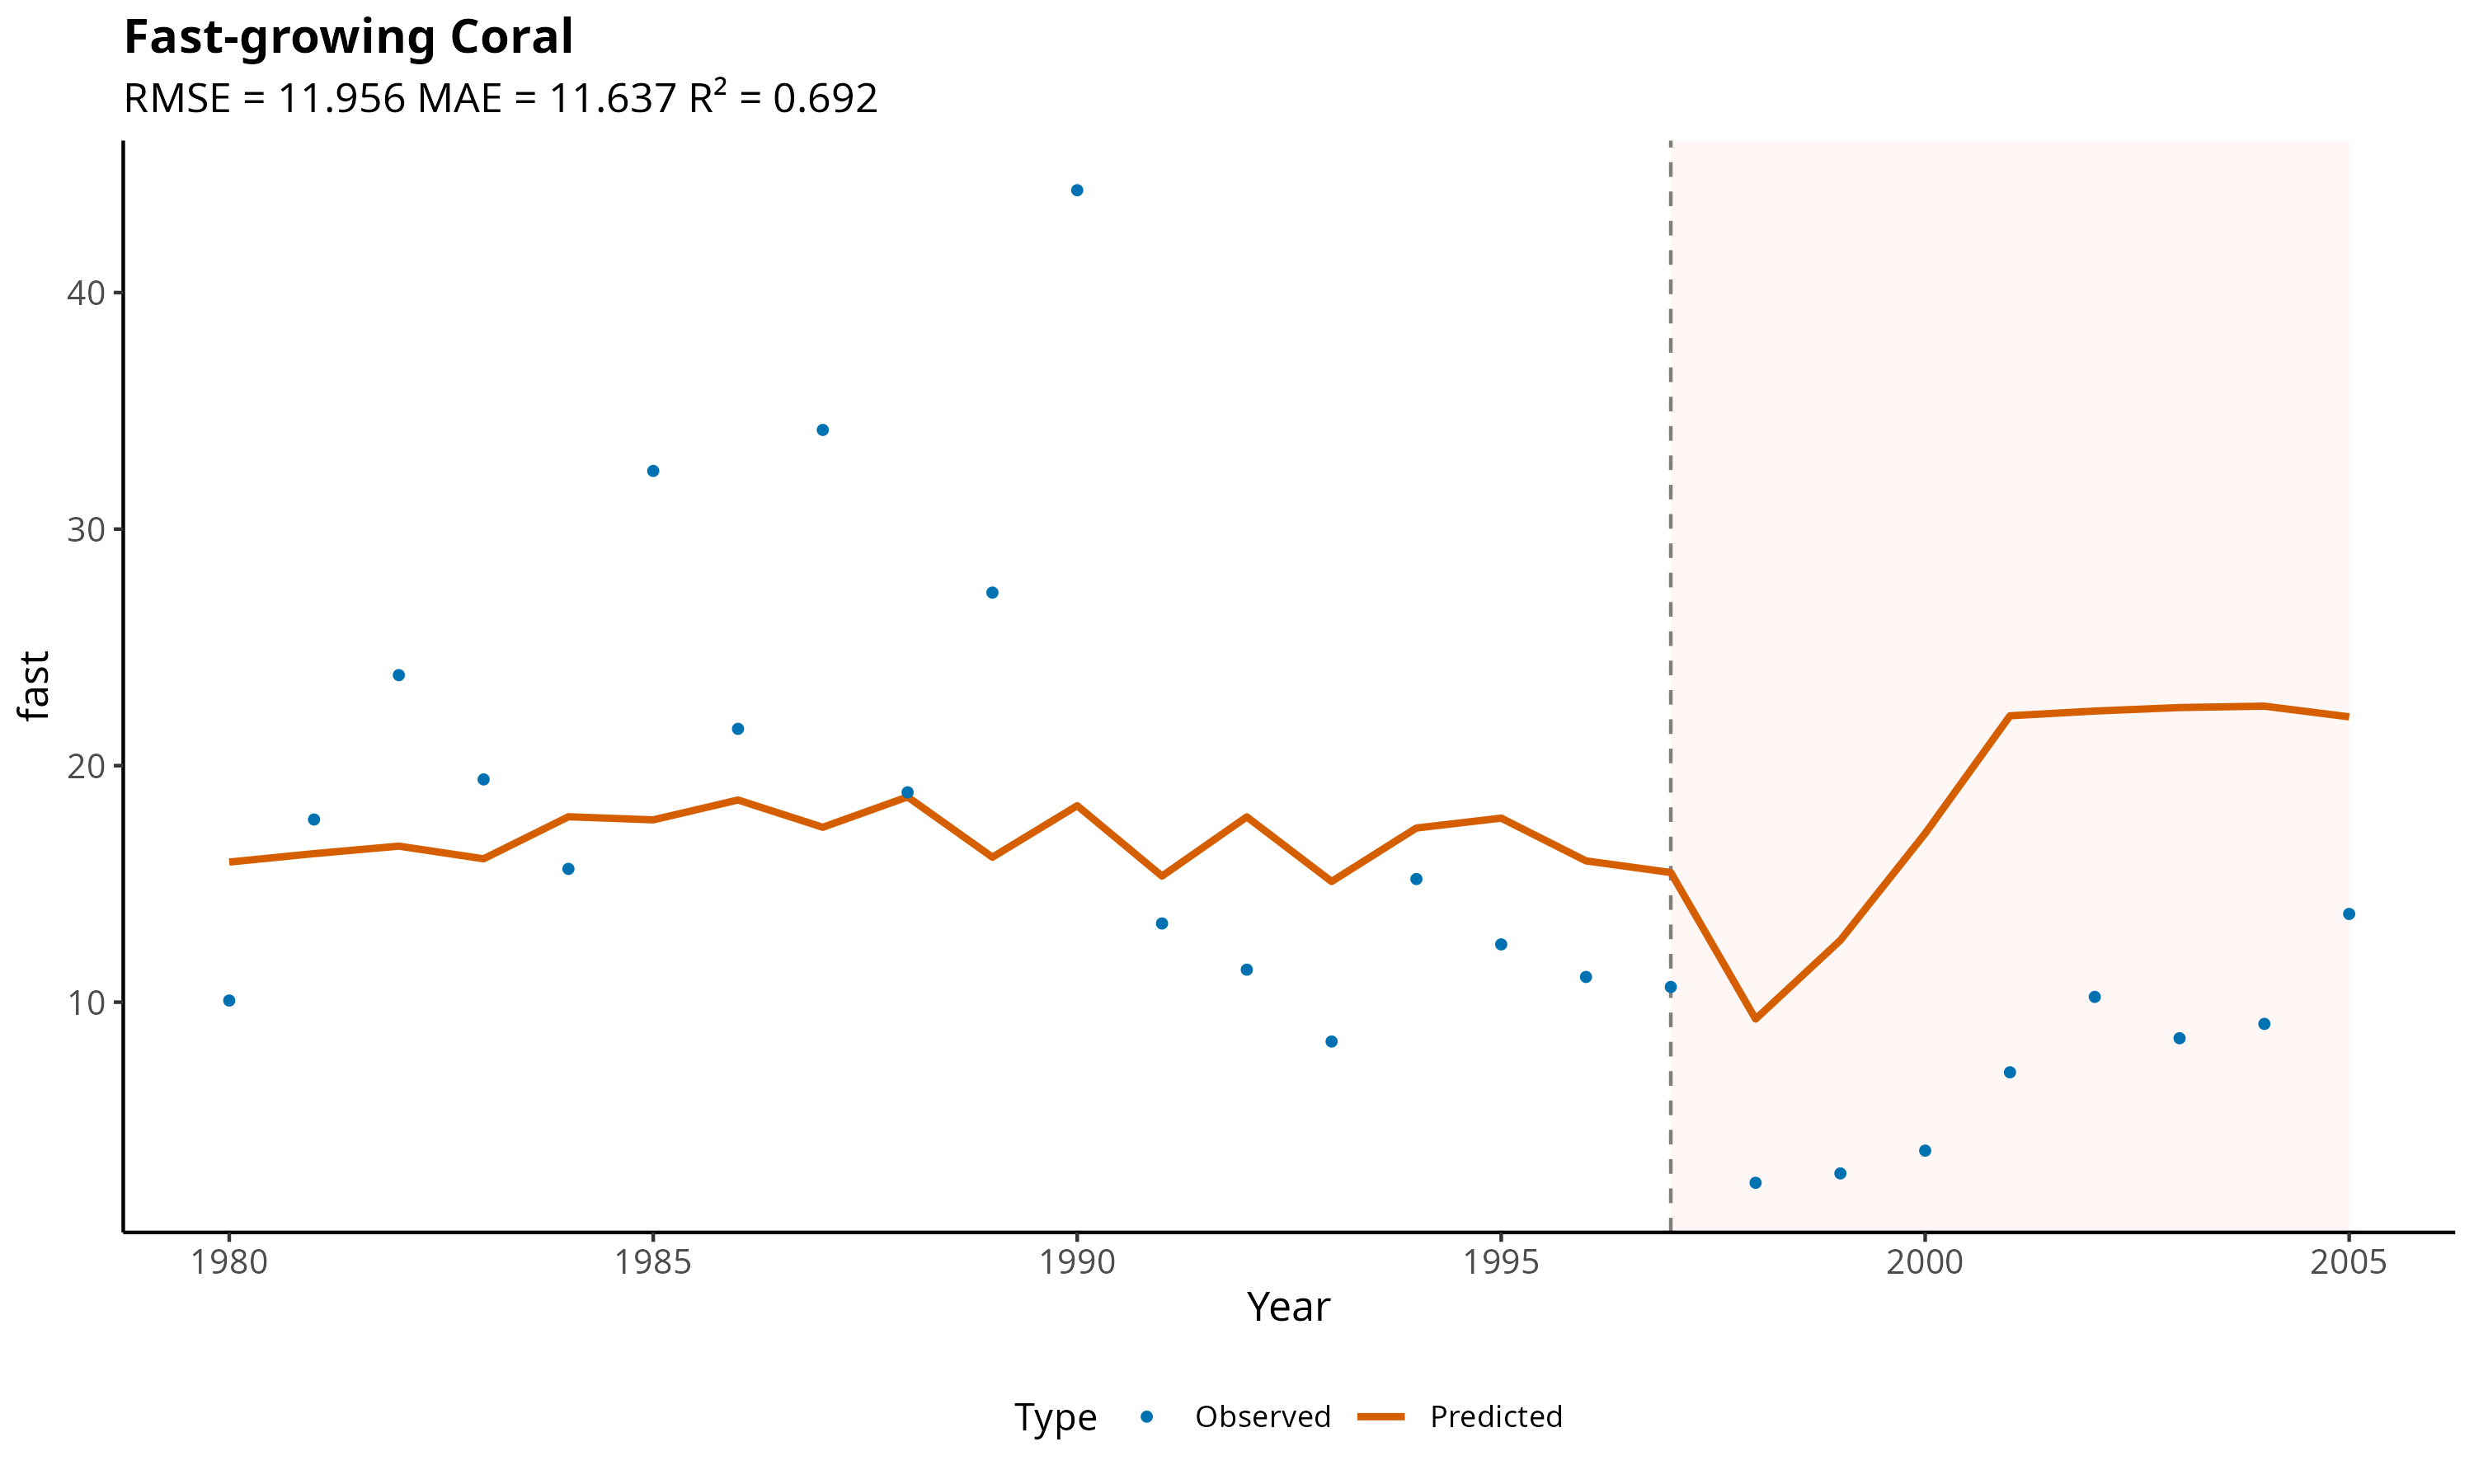 Fast-growing Coral
RMSE = 11.956 MAE = 11.637 R² = 0.692
fast
40
30
20
10
1980 1985 1990 1995 2000 2005
Year
Type Observed Predicted